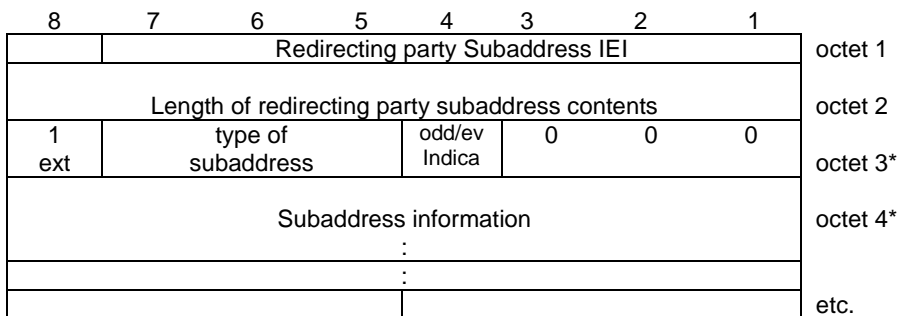 8 7 6 5 4 3 2 1
Redirecting party Subaddress IEI octet 1
Length of redirecting party subaddress contents octet 2
1 type of odd/ev 0 0 0
ext subaddress Indica octet 3*
Subaddress information octet 4*
:
:
etc.